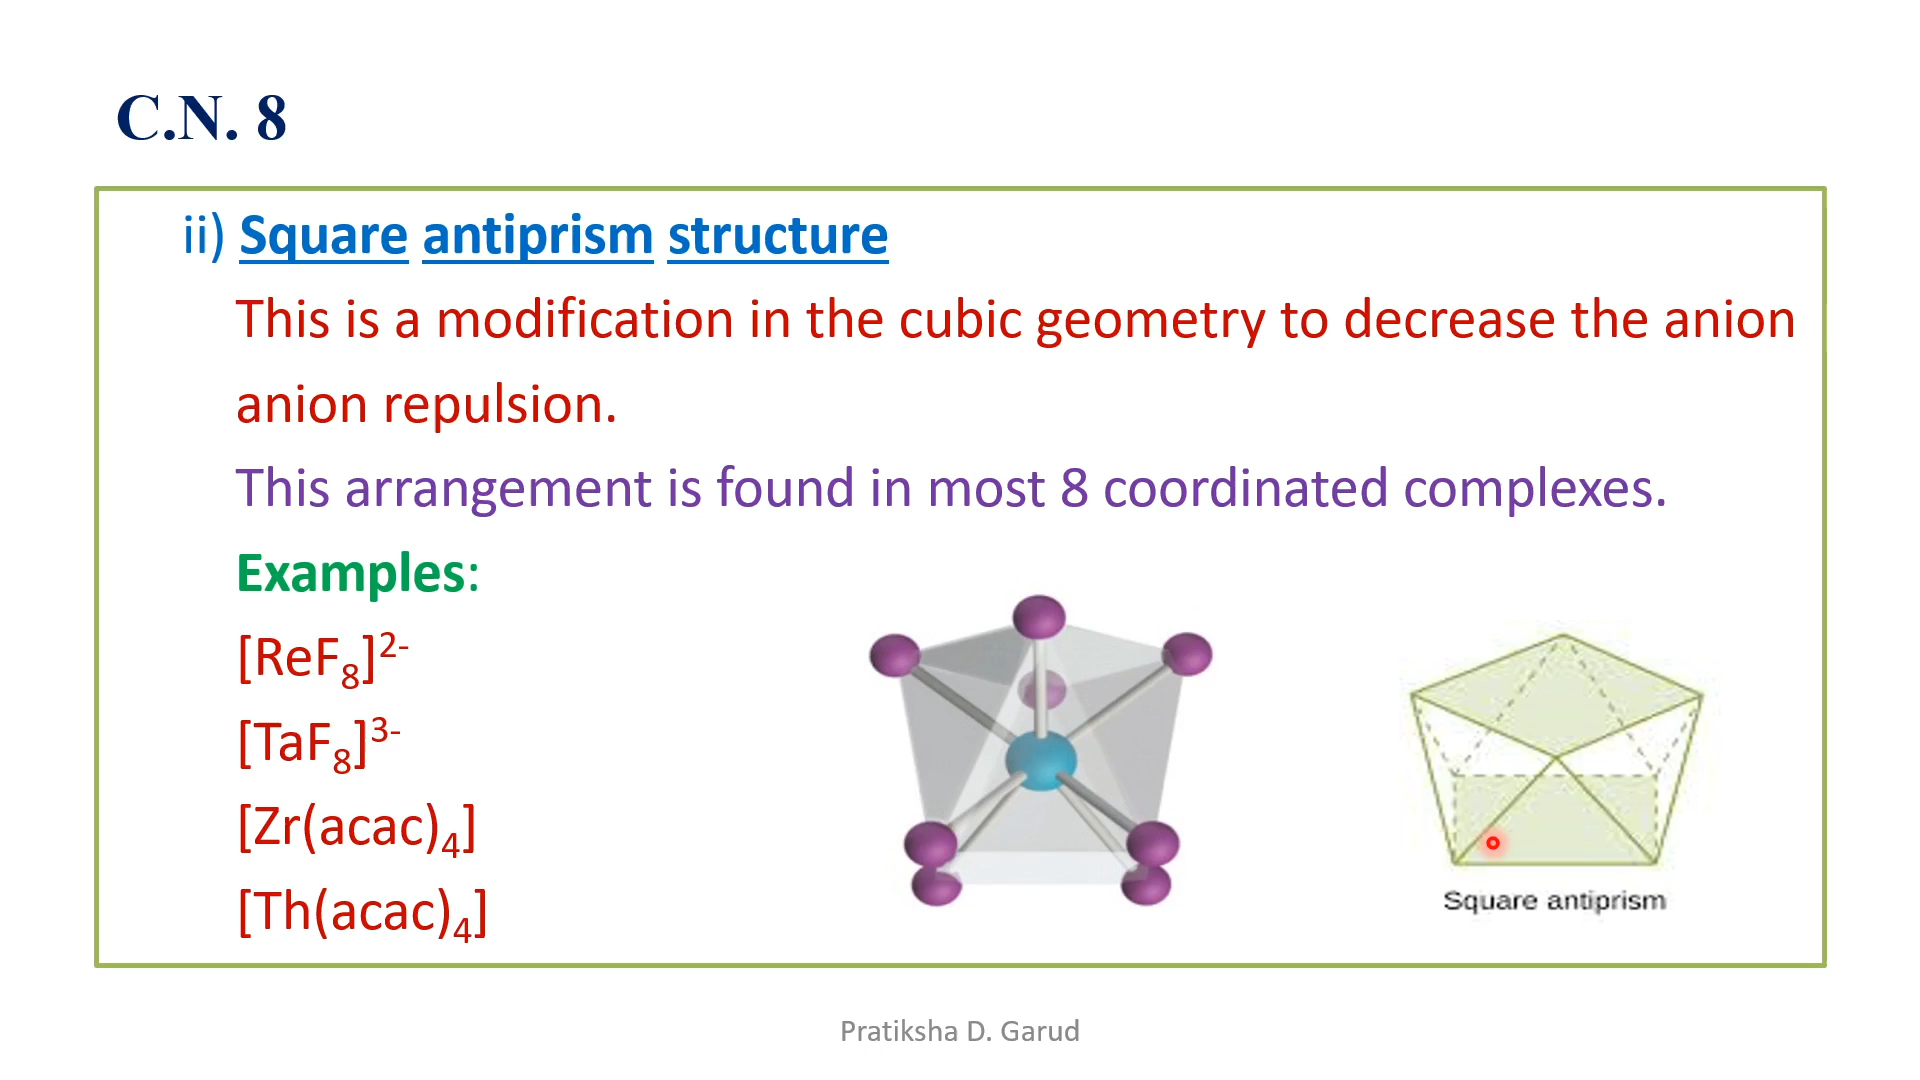 C.N. 8
ii) Square antiprism structure
This is a modification in the cubic geometry to decrease the anion
anion repulsion.
This arrangement is found in most 8 coordinated complexes.
Examples:
[ReF₈]²⁻
[TaF₈]³⁻
[Zr(acac)₄]
[Th(acac)₄]
Square antiprism
Pratiksha D. Garud